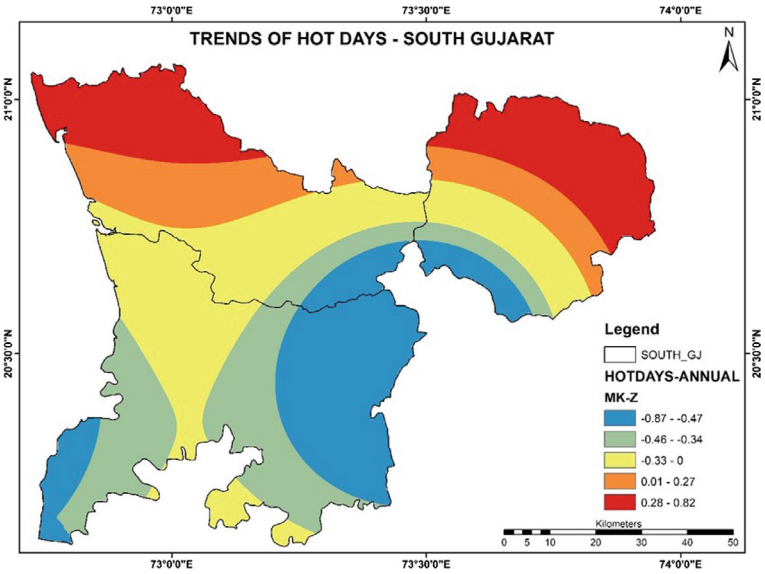 73°0'0"E 73°30'0"E 74°0'0"E
TRENDS OF HOT DAYS - SOUTH GUJARAT
N
21°0'0"N 21°0'0"N
20°30'0"N 20°30'0"N
Legend
SOUTH_GJ
HOTDAYS-ANNUAL
MK-Z
-0.87 - -0.47
-0.46 - -0.34
-0.33 - 0
0.01 - 0.27
0.28 - 0.82
Kilometers
0 5 10 20 30 40 50
73°0'0"E 73°30'0"E 74°0'0"E